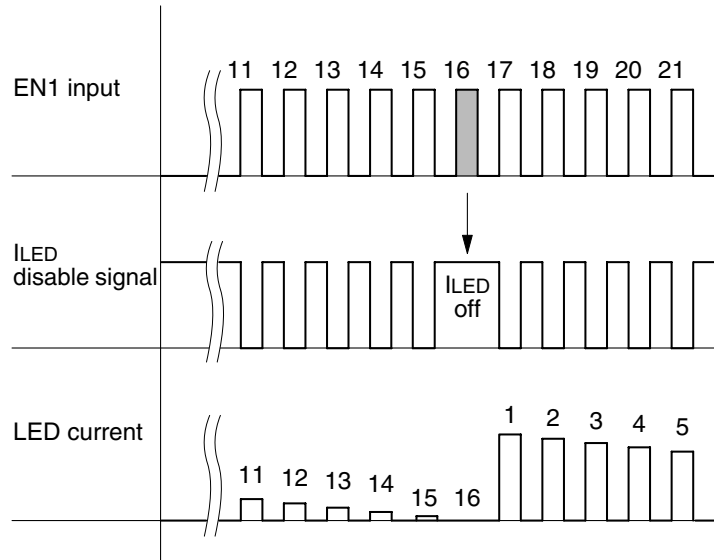 11 12 13 14 15 16 17 18 19 20 21
EN1 input
ILED
disable signal
ILED
off
LED current
1 2 3 4 5
11 12 13 14 15 16